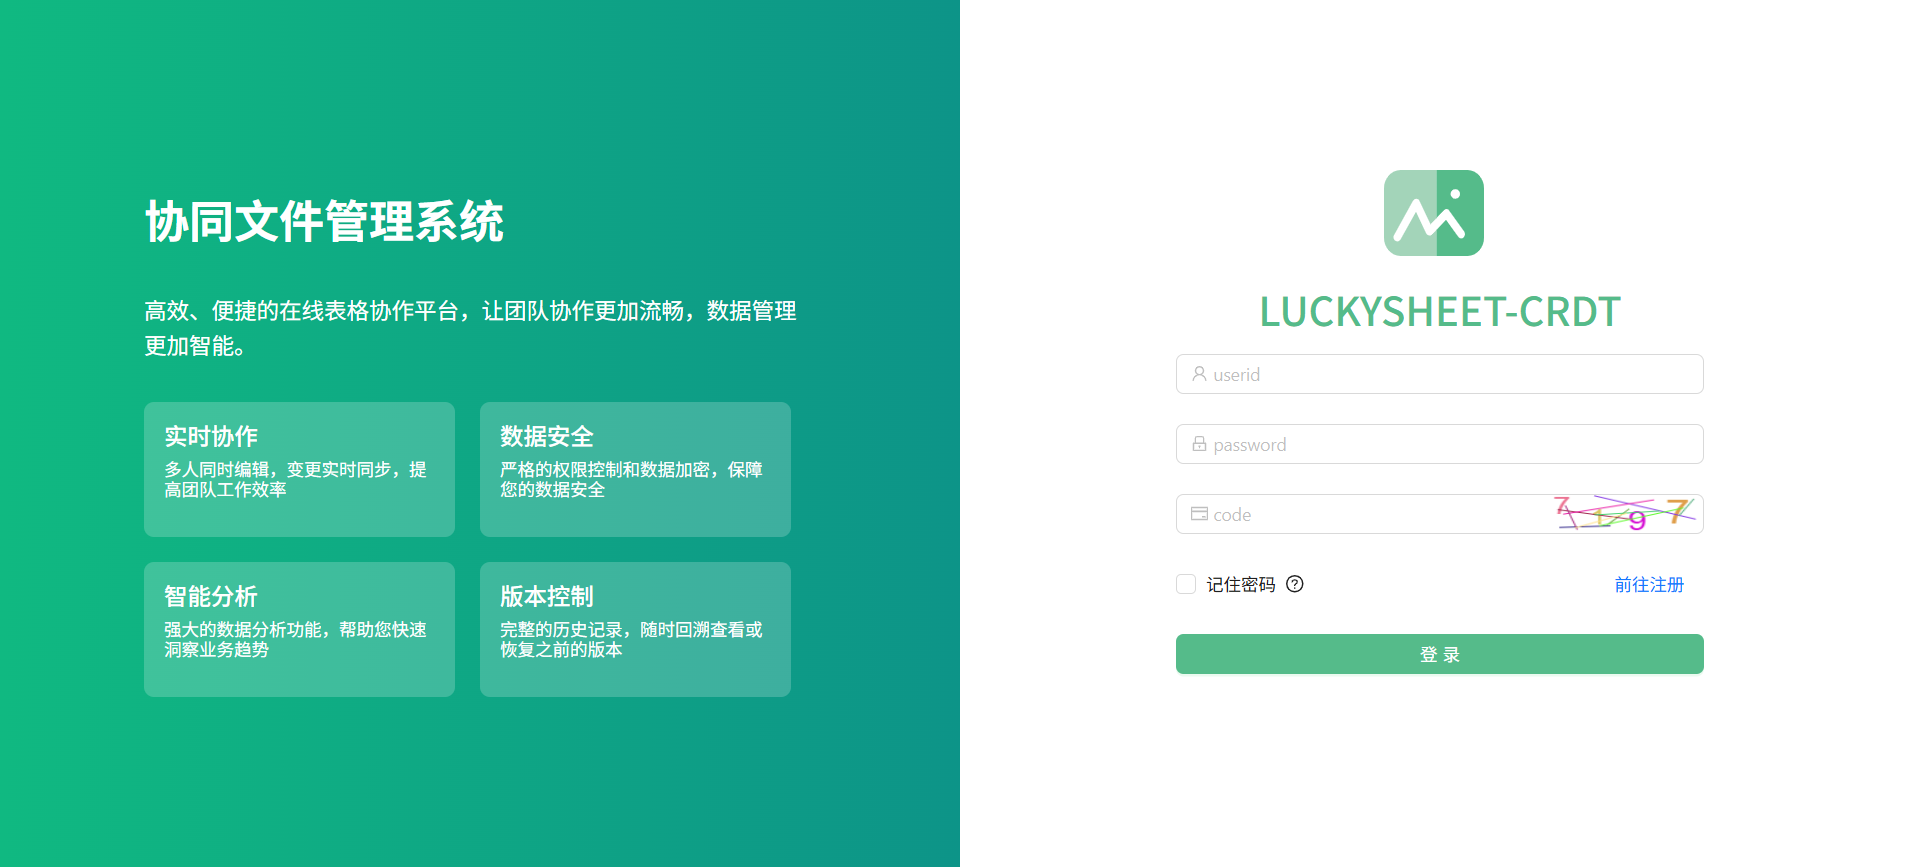 协同文件管理系统
高效、便捷的在线表格协作平台，让团队协作更加流畅，数据管理
更加智能。
实时协作
多人同时编辑，变更实时同步，提
高团队工作效率
数据安全
严格的权限控制和数据加密，保障
您的数据安全
智能分析
强大的数据分析功能，帮助您快速
洞察业务趋势
版本控制
完整的历史记录，随时回溯查看或
恢复之前的版本
LUCKYSHEET-CRDT
userid
password
code
记住密码
前往注册
登 录